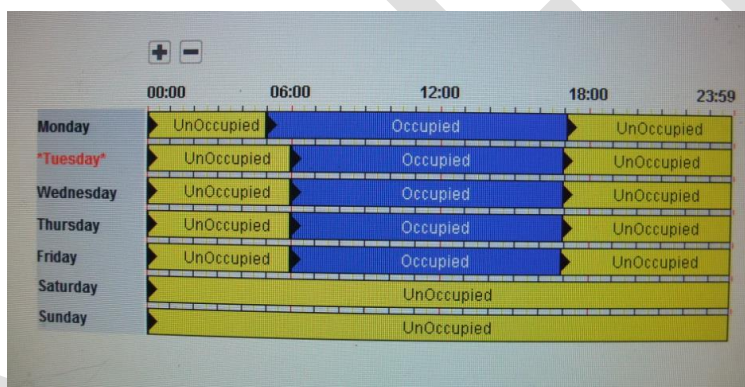 00:00 06:00 12:00 18:00 23:59
Monday UnOccupied Occupied UnOccupied
*Tuesday* UnOccupied Occupied UnOccupied
Wednesday UnOccupied Occupied UnOccupied
Thursday UnOccupied Occupied UnOccupied
Friday UnOccupied Occupied UnOccupied
Saturday UnOccupied
Sunday UnOccupied